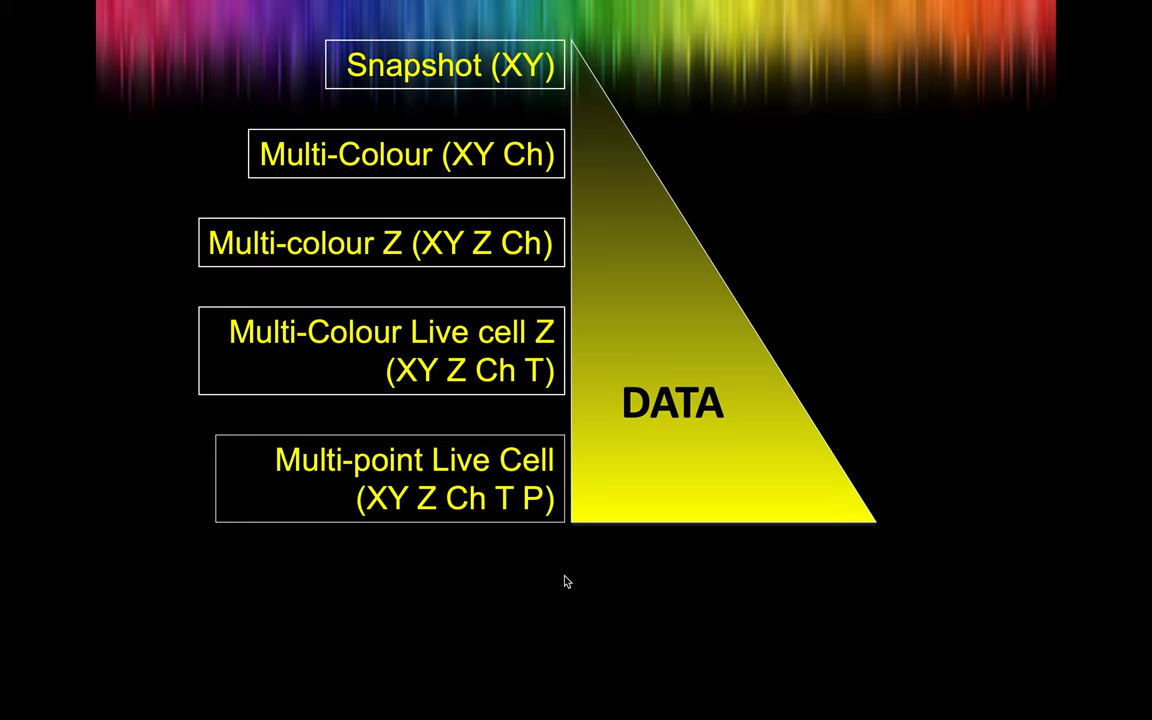 Snapshot (XY)
Multi-Colour (XY Ch)
Multi-colour Z (XY Z Ch)
Multi-Colour Live cell Z
(XY Z Ch T)
DATA
Multi-point Live Cell
(XY Z Ch T P)